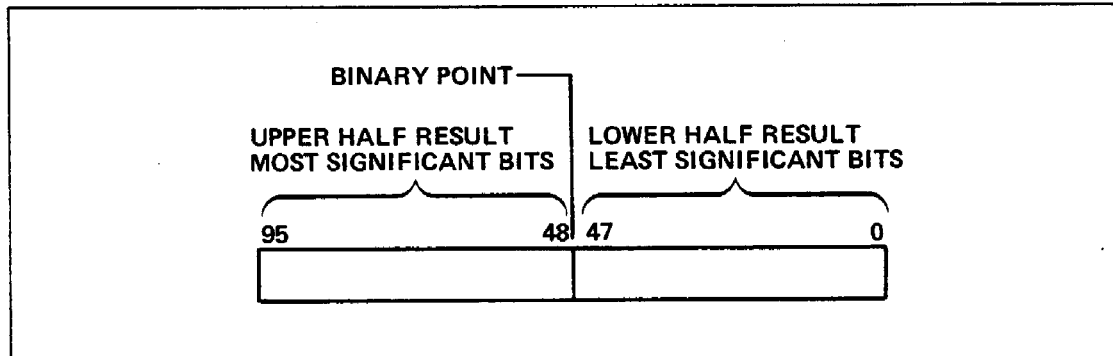 BINARY POINT
UPPER HALF RESULT
MOST SIGNIFICANT BITS
LOWER HALF RESULT
LEAST SIGNIFICANT BITS
95 48 47 0